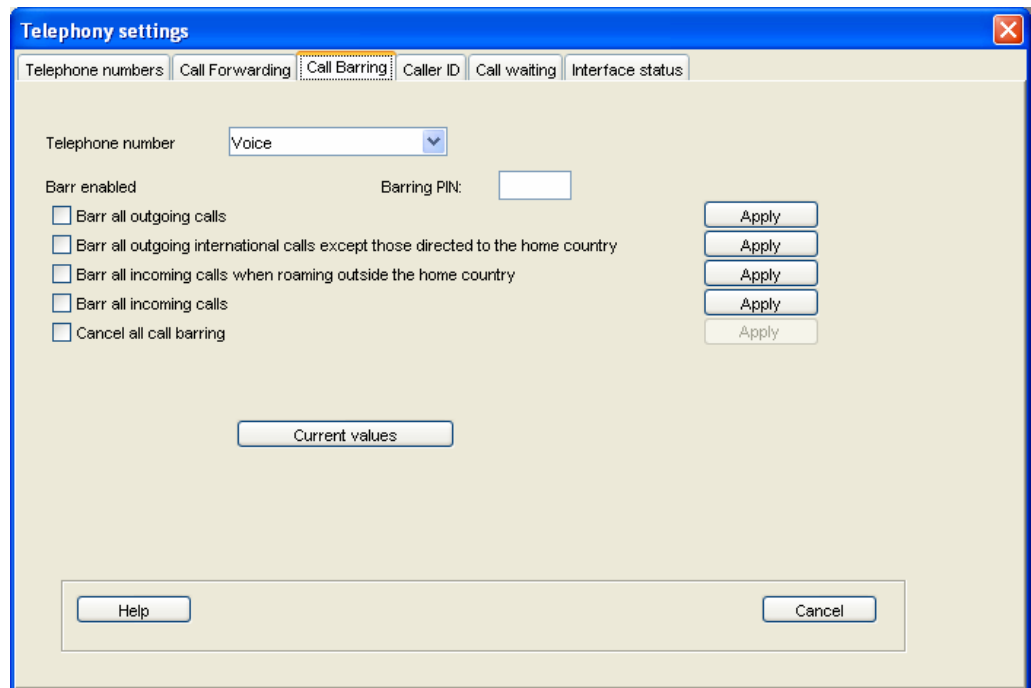 Telephony settings
Telephone numbers Call Forwarding Call Barring Caller ID Call waiting Interface status
Telephone number Voice
Barr enabled Barring PIN:
Barr all outgoing calls Apply
Barr all outgoing international calls except those directed to the home country Apply
Barr all incoming calls when roaming outside the home country Apply
Barr all incoming calls Apply
Cancel all call barring Apply
Current values
Help Cancel